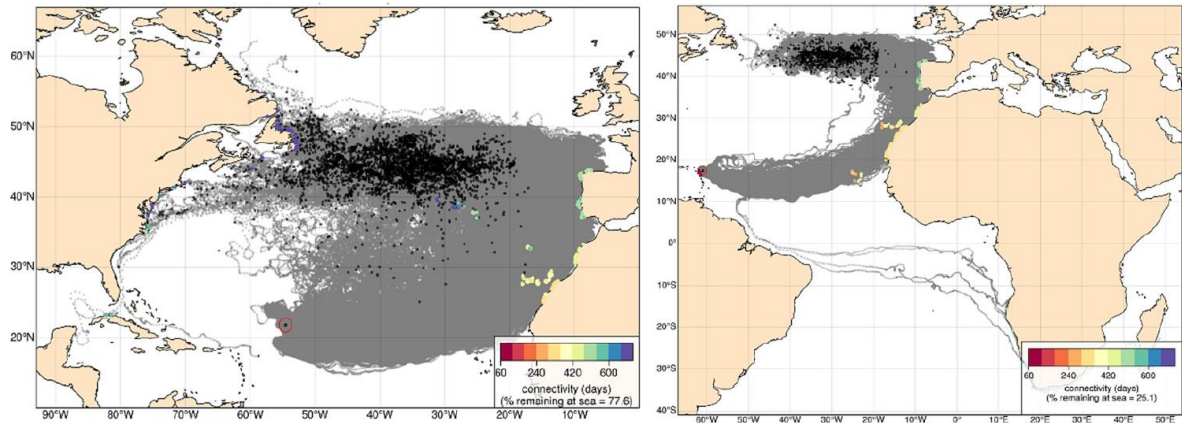 60°N
50°N
40°N
30°N
20°N
60 240 420 600
connectivity (days)
(% remaining at sea = 77.6)
90°W 80°W 70°W 60°W 50°W 40°W 30°W 20°W 10°W
50°N
40°N
30°N
20°N
10°N
0°
10°S
20°S
30°S
40°S
60 240 420 600
connectivity (days)
(% remaining at sea = 25.1)
60°W 50°W 40°W 30°W 20°W 10°W 0° 10°E 20°E 30°E 40°E